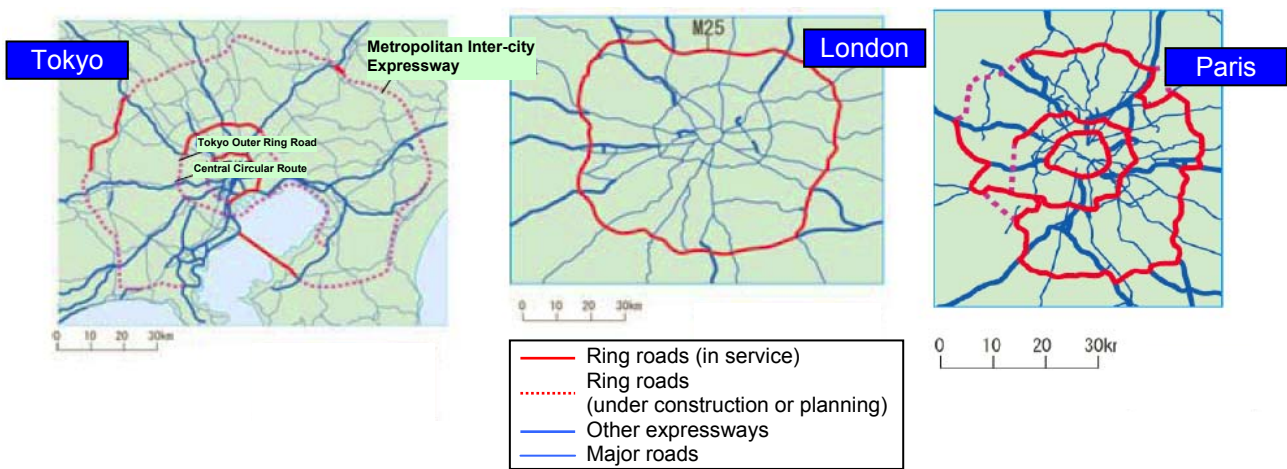 Tokyo
Metropolitan Inter-city
Expressway
Tokyo Outer Ring Road
Central Circular Route
0 10 20 30km
M25
London
0 10 20 30km
Paris
0 10 20 30kr
Ring roads (in service)
Ring roads
(under construction or planning)
Other expressways
Major roads